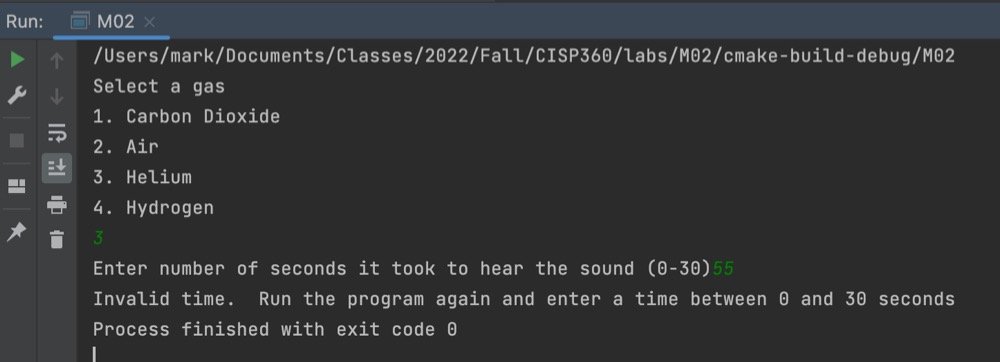 Run: M02
/Users/mark/Documents/Classes/2022/Fall/CISP360/labs/M02/cmake-build-debug/M02
Select a gas
1. Carbon Dioxide
2. Air
3. Helium
4. Hydrogen
3
Enter number of seconds it took to hear the sound (0-30)55
Invalid time.  Run the program again and enter a time between 0 and 30 seconds
Process finished with exit code 0